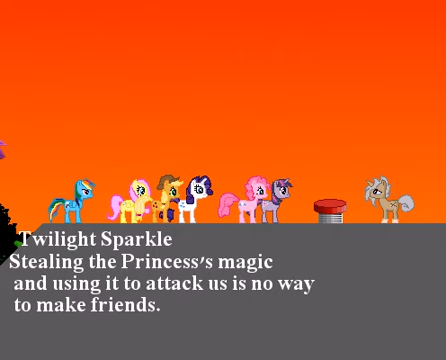 Twilight Sparkle
Stealing the Princess's magic
and using it to attack us is no way
to make friends.